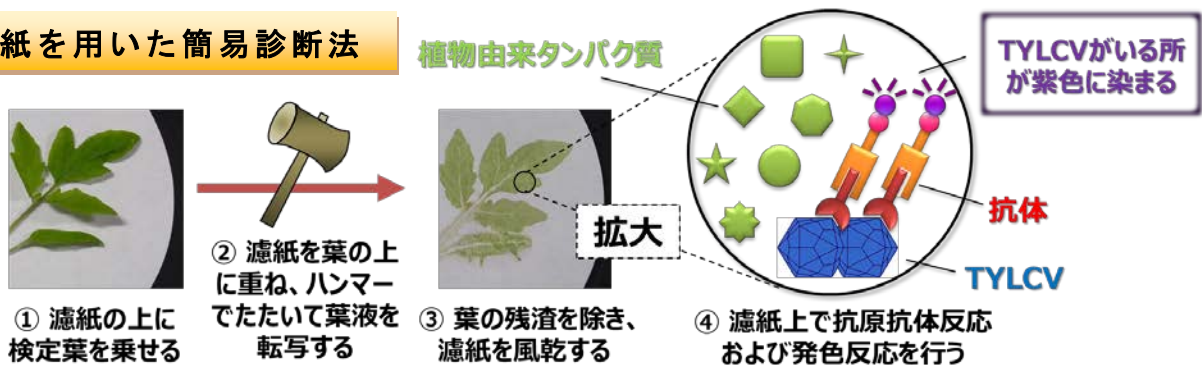 紙を用いた簡易診断法
植物由来タンパク質
TYLCVがいる所
が紫色に染まる
拡大
抗体
TYLCV
① 濾紙の上に
検定葉を乗せる
② 濾紙を葉の上
に重ね、ハンマー
でたたいて葉液を
転写する
③ 葉の残渣を除き、
濾紙を風乾する
④ 濾紙上で抗原抗体反応
および発色反応を行う